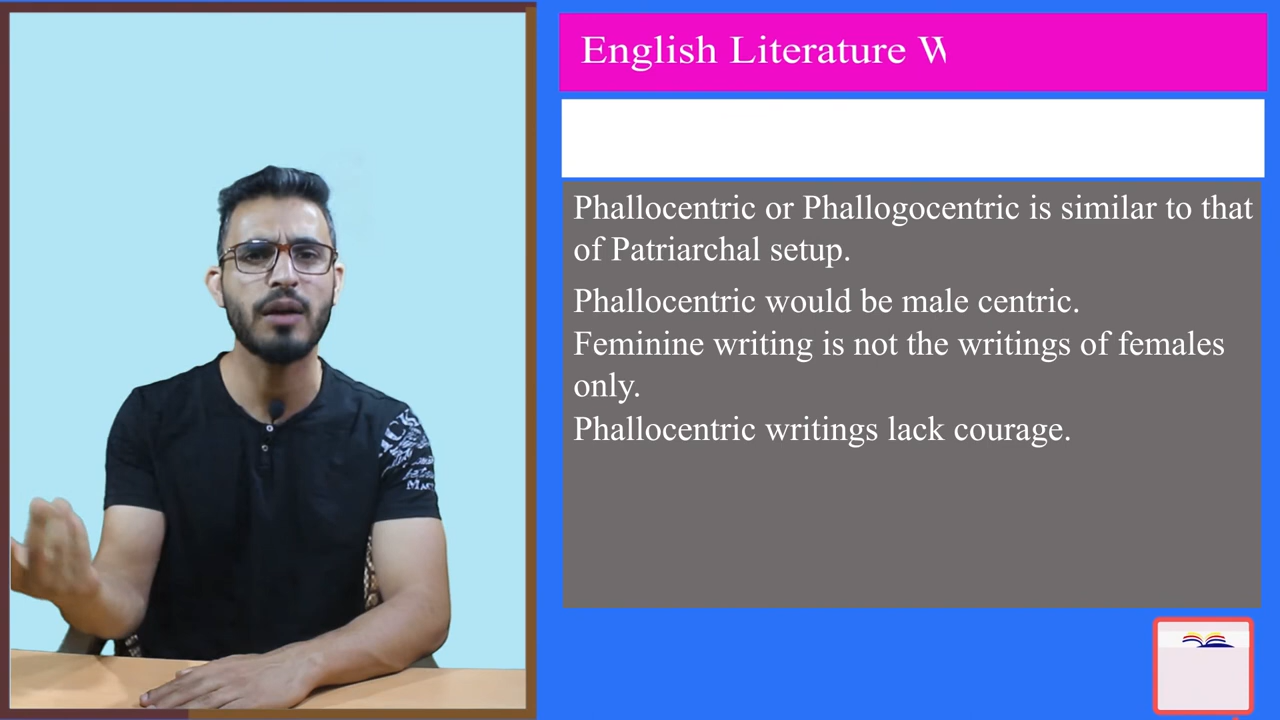 English Literature W
Phallocentric or Phallogocentric is similar to that
of Patriarchal setup.
Phallocentric would be male centric.
Feminine writing is not the writings of females
only.
Phallocentric writings lack courage.